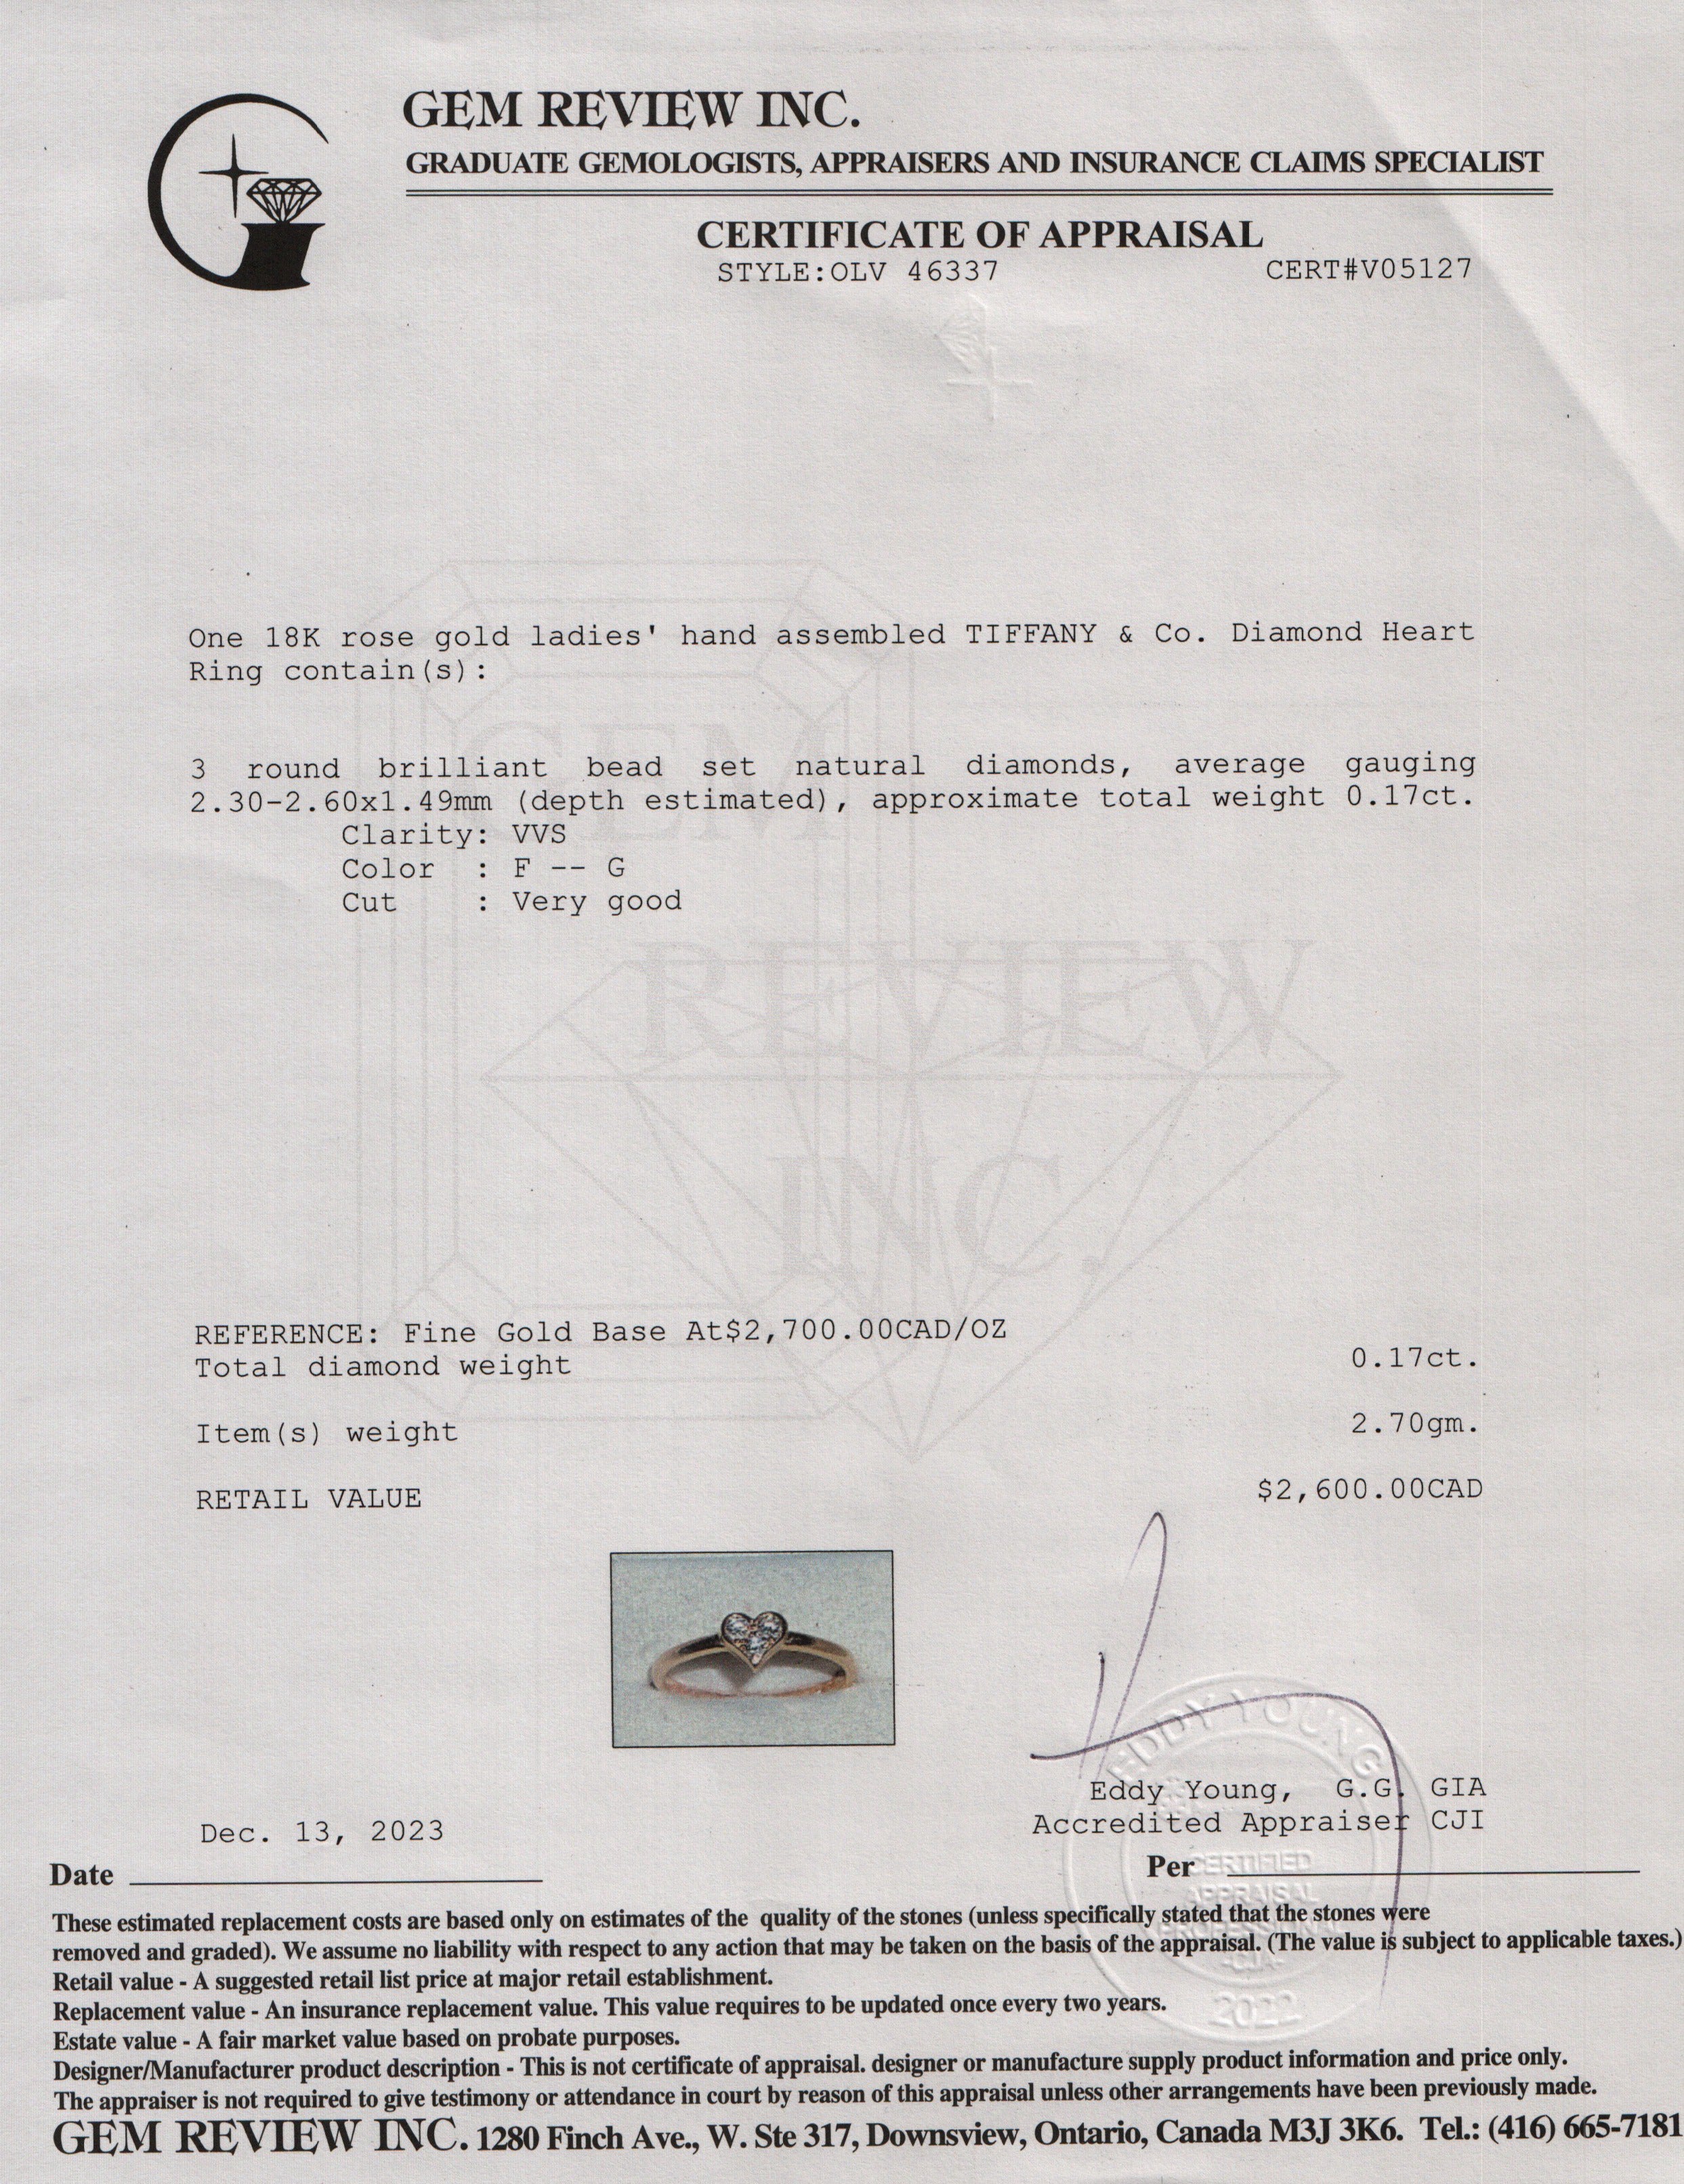 GEM REVIEW INC.
GRADUATE GEMOLOGISTS, APPRAISERS AND INSURANCE CLAIMS SPECIALIST
CERTIFICATE OF APPRAISAL
STYLE:OLV 46337 CERT#V05127
One 18K rose gold ladies' hand assembled TIFFANY & Co. Diamond Heart
Ring contain(s):
3 round brilliant bead set natural diamonds, average gauging
2.30-2.60x1.49mm (depth estimated), approximate total weight 0.17ct.
Clarity: VVS
Color : F -- G
Cut : Very good
GEM
REVIEW
INC.
REFERENCE: Fine Gold Base At$2,700.00CAD/OZ
Total diamond weight 0.17ct.
Item(s) weight 2.70gm.
RETAIL VALUE $2,600.00CAD
EDDY YOUNG
Eddy Young, G.G. GIA
Accredited Appraiser CJI
Dec. 13, 2023
Date
Per
CERTIFIED
APPRAISAL
PROFESSIONAL
-CJA-
2022
These estimated replacement costs are based only on estimates of the quality of the stones (unless specifically stated that the stones were
removed and graded). We assume no liability with respect to any action that may be taken on the basis of the appraisal. (The value is subject to applicable taxes.)
Retail value - A suggested retail list price at major retail establishment.
Replacement value - An insurance replacement value. This value requires to be updated once every two years.
Estate value - A fair market value based on probate purposes.
Designer/Manufacturer product description - This is not certificate of appraisal. designer or manufacture supply product information and price only.
The appraiser is not required to give testimony or attendance in court by reason of this appraisal unless other arrangements have been previously made.
GEM REVIEW INC. 1280 Finch Ave., W. Ste 317, Downsview, Ontario, Canada M3J 3K6. Tel.: (416) 665-7181